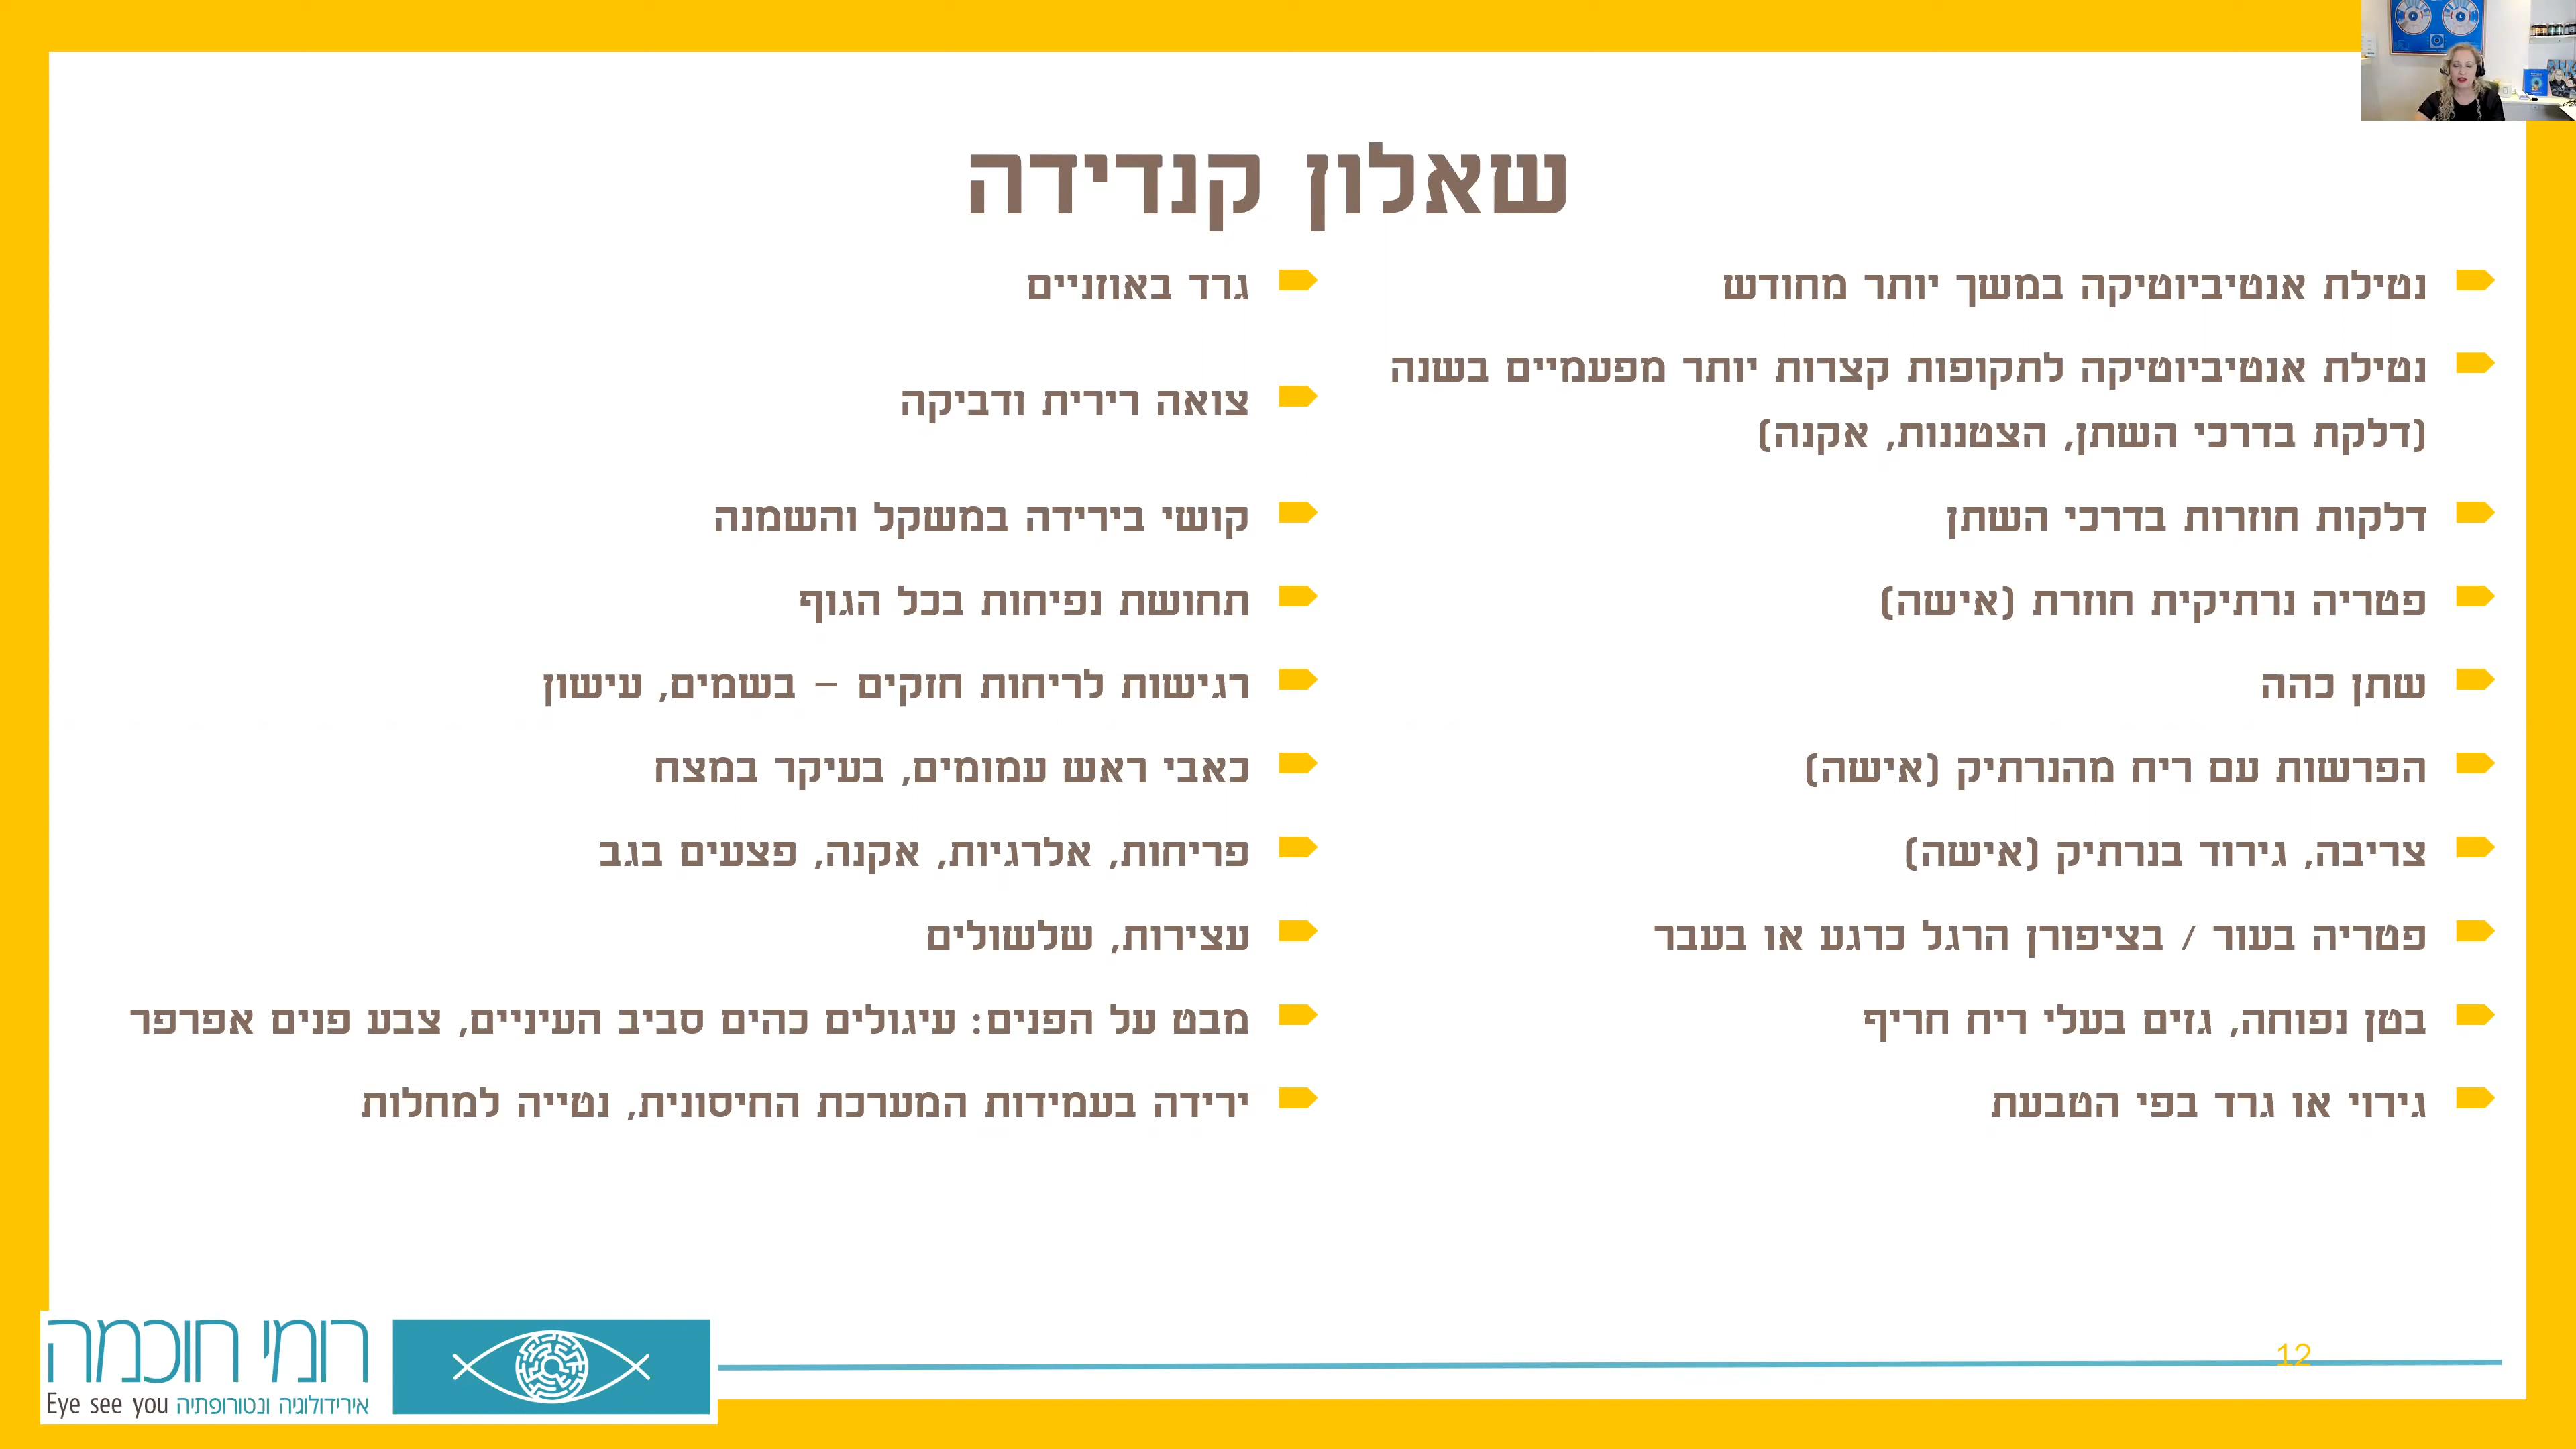 שאלון קנדידה
נטילת אנטיביוטיקה במשך יותר מחודש
נטילת אנטיביוטיקה לתקופות קצרות יותר מפעמיים בשנה
(דלקת בדרכי השתן, הצטננות, אקנה)
דלקות חוזרות בדרכי השתן
פטריה נרתיקית חוזרת (אישה)
שתן כהה
הפרשות עם ריח מהנרתיק (אישה)
צריבה, גירוד בנרתיק (אישה)
פטריה בעור / בציפורן הרגל כרגע או בעבר
בטן נפוחה, גזים בעלי ריח חריף
גירוי או גרד בפי הטבעת
גרד באוזניים
צואה רירית ודביקה
קושי בירידה במשקל והשמנה
תחושת נפיחות בכל הגוף
רגישות לריחות חזקים – בשמים, עישון
כאבי ראש עמומים, בעיקר במצח
פריחות, אלרגיות, אקנה, פצעים בגב
עצירות, שלשולים
מבט על הפנים: עיגולים כהים סביב העיניים, צבע פנים אפרפר
ירידה בעמידות המערכת החיסונית, נטייה למחלות
רומי חוכמה
אירידולוגיה ונטורופתיה Eye see you
12